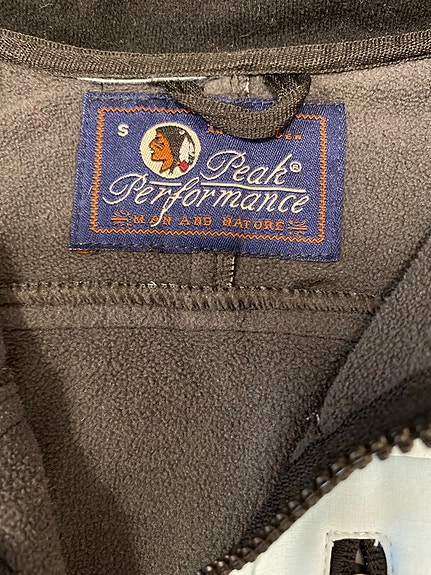 S
Peak®
Performance
MAN AND NATURE